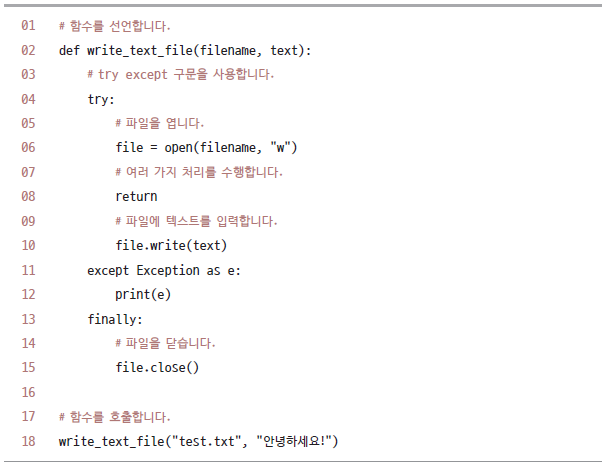 01 # 함수를 선언합니다.
02 def write_text_file(filename, text):
03     # try except 구문을 사용합니다.
04     try:
05         # 파일을 엽니다.
06         file = open(filename, "w")
07         # 여러 가지 처리를 수행합니다.
08         return
09         # 파일에 텍스트를 입력합니다.
10         file.write(text)
11     except Exception as e:
12         print(e)
13     finally:
14         # 파일을 닫습니다.
15         file.close()
16
17 # 함수를 호출합니다.
18 write_text_file("test.txt", "안녕하세요!")